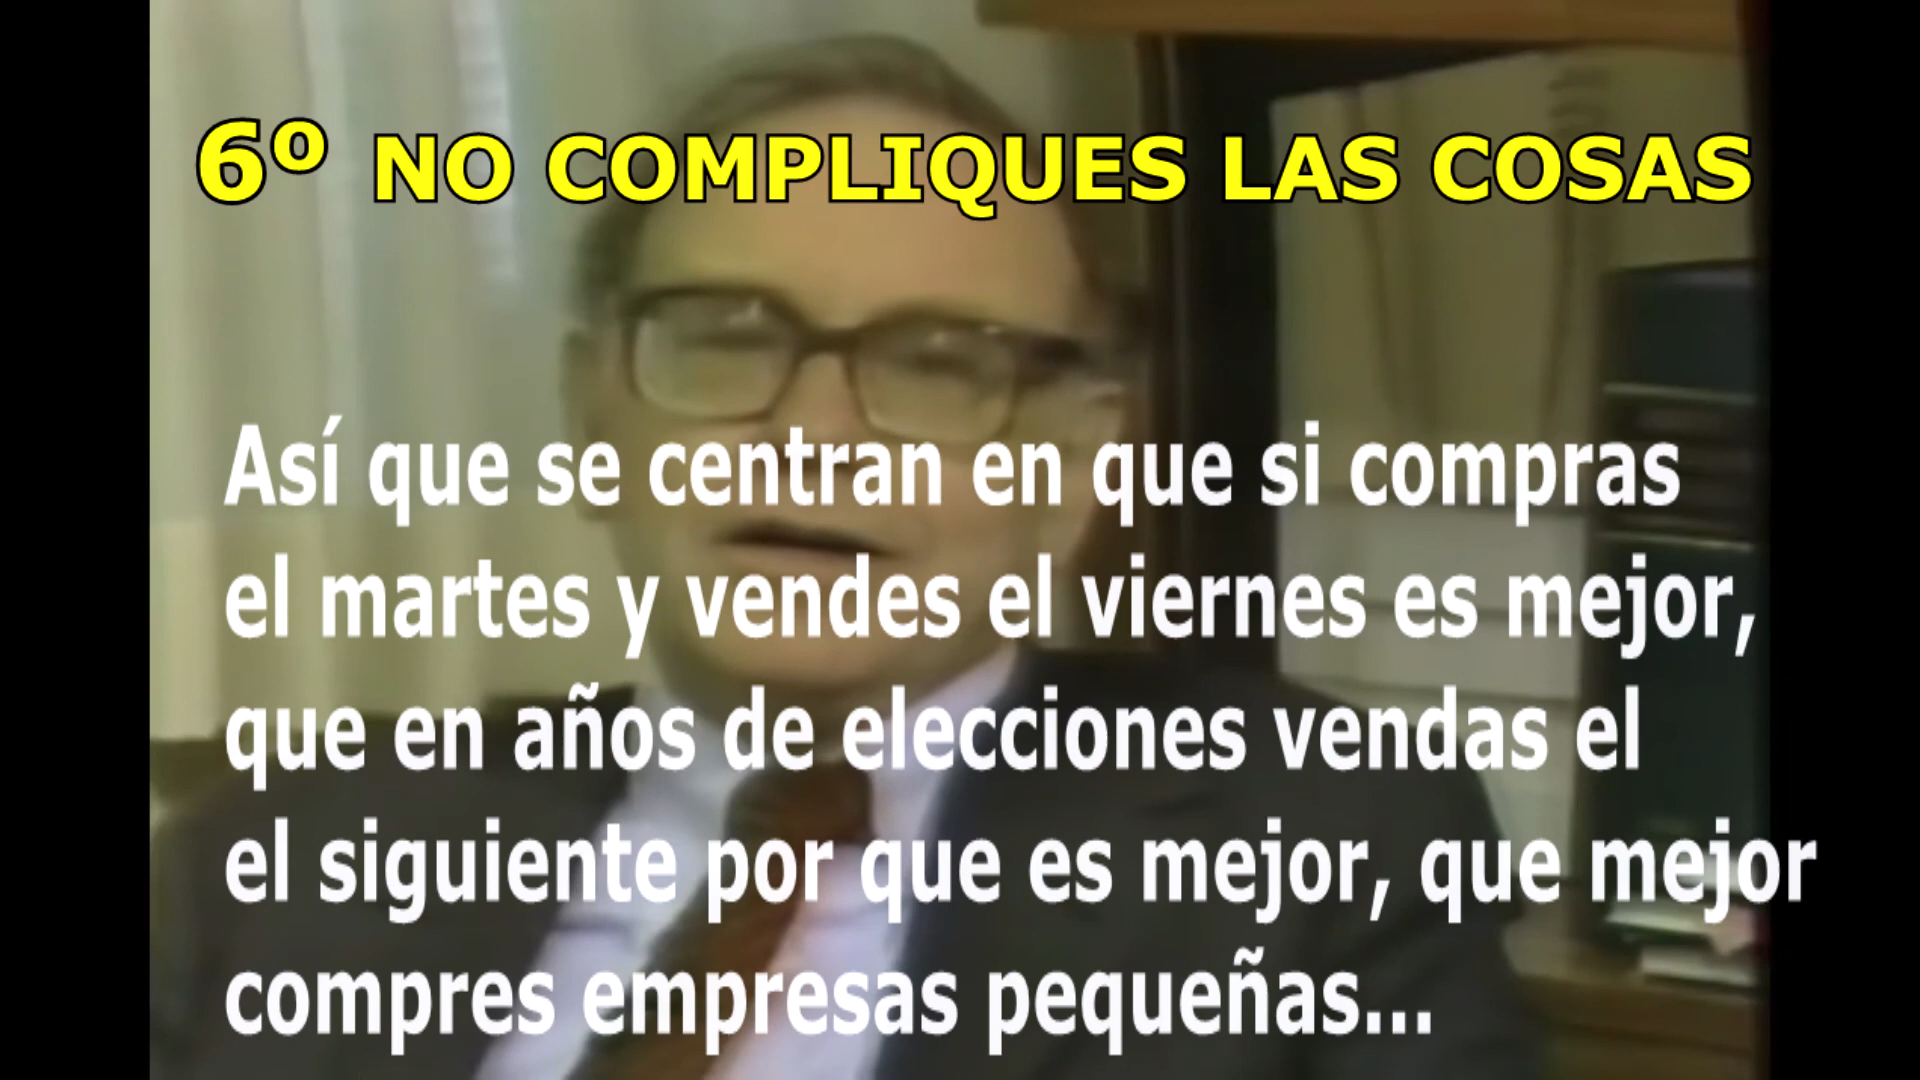 6º NO COMPLIQUES LAS COSAS
Así que se centran en que si compras
el martes y vendes el viernes es mejor,
que en años de elecciones vendas el
el siguiente por que es mejor, que mejor
compres empresas pequeñas...